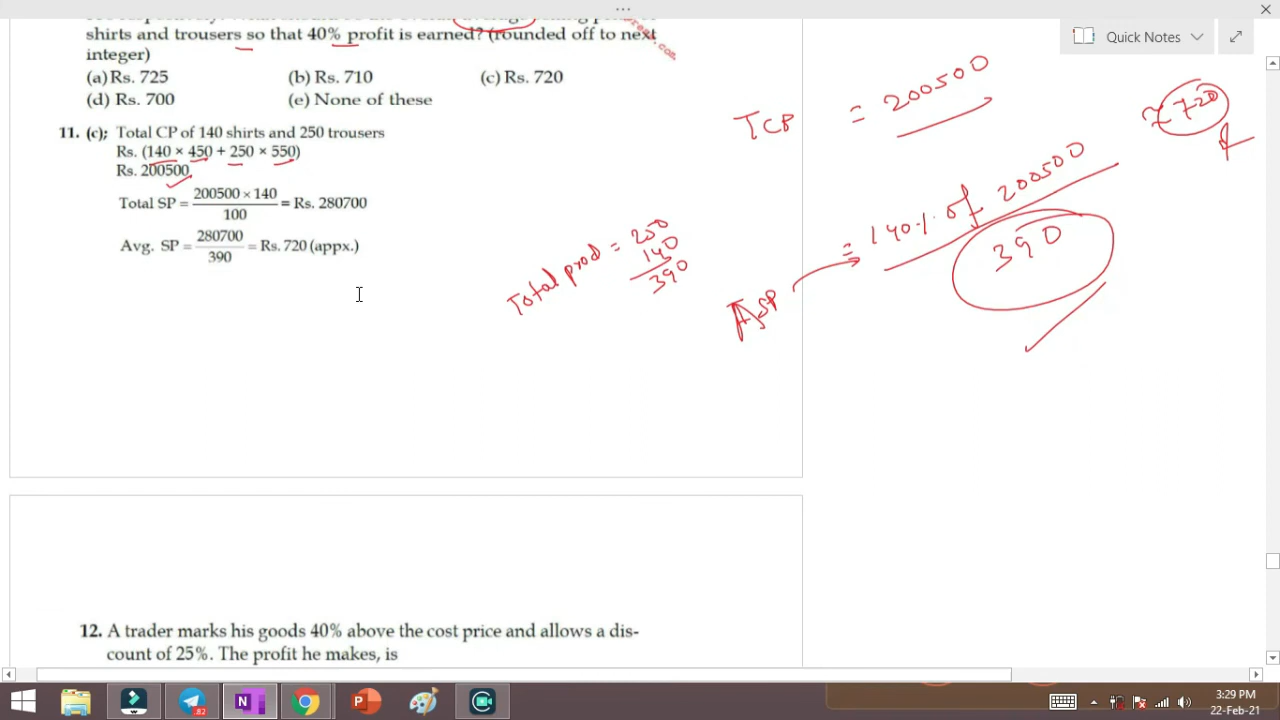 shirts and trousers so that 40% profit is earned? (rounded off to next
integer)
(a) Rs. 725 (b) Rs. 710 (c) Rs. 720
(d) Rs. 700 (e) None of these
11. (c); Total CP of 140 shirts and 250 trousers
Rs. (140 × 450 + 250 × 550)
Rs. 200500
Total SP = 200500 × 140 / 100 = Rs. 280700
Avg. SP = 280700 / 390 = Rs. 720 (appx.)
TCP = 200500
≈ 720
= 140% of 200500
390
ASP
Total prod = 250
140
390
12. A trader marks his goods 40% above the cost price and allows a dis-
count of 25%. The profit he makes, is
Quick Notes
3:29 PM
22-Feb-21